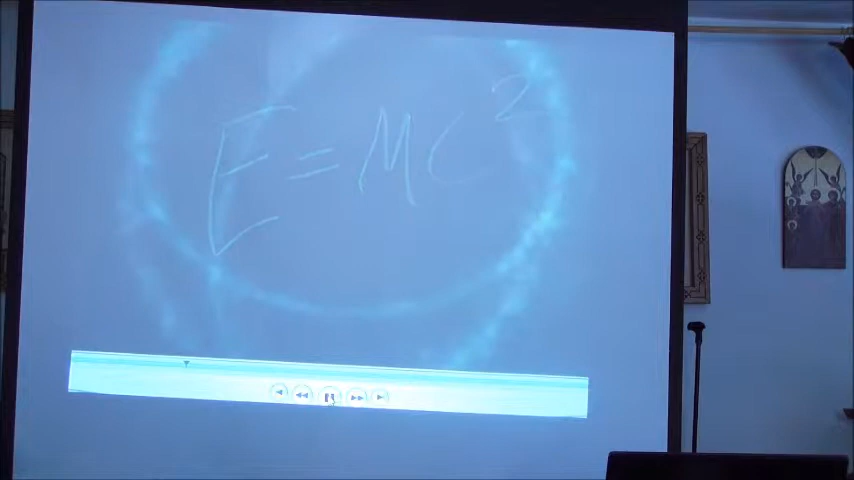 E = MC²